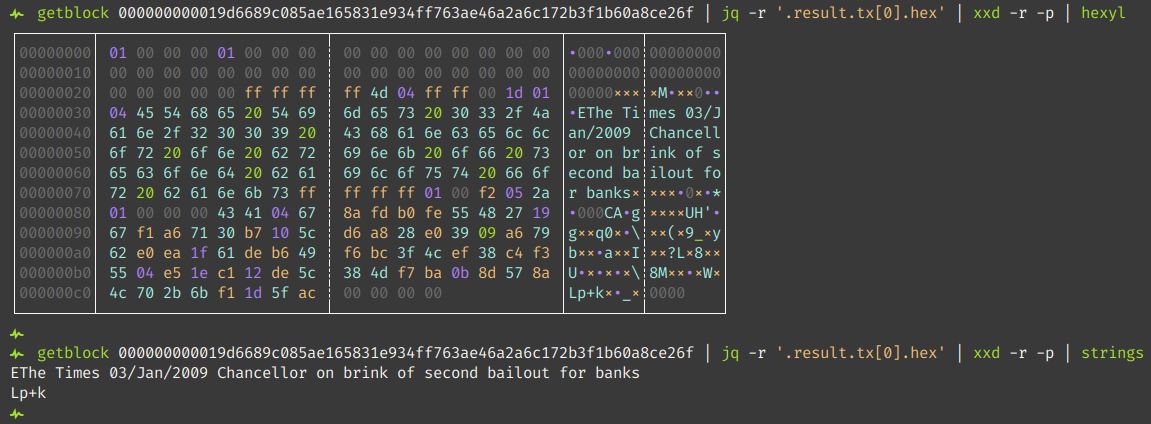 getblock 000000000019d6689c085ae165831e934ff763ae46a2a6c172b3f1b60a8ce26f | jq -r '.result.tx[0].hex' | xxd -r -p | hexyl
00000000 01 00 00 00 01 00 00 00 00 00 00 00 00 00 00 00 •000•000 00000000
00000010 00 00 00 00 00 00 00 00 00 00 00 00 00 00 00 00 00000000 00000000
00000020 00 00 00 00 00 ff ff ff ff 4d 04 ff ff 00 1d 01 00000××× ×M•××0••
00000030 04 45 54 68 65 20 54 69 6d 65 73 20 30 33 2f 4a •EThe Ti mes 03/J
00000040 61 6e 2f 32 30 30 39 20 43 68 61 6e 63 65 6c 6c an/2009 Chancell
00000050 6f 72 20 6f 6e 20 62 72 69 6e 6b 20 6f 66 20 73 or on br ink of s
00000060 65 63 6f 6e 64 20 62 61 69 6c 6f 75 74 20 66 6f econd ba ilout fo
00000070 72 20 62 61 6e 6b 73 ff ff ff ff 01 00 f2 05 2a r banks× ×××•0×•*
00000080 01 00 00 00 43 41 04 67 8a fd b0 fe 55 48 27 19 •000CA•g ××××UH'•
00000090 67 f1 a6 71 30 b7 10 5c d6 a8 28 e0 39 09 a6 79 g××q0×•\ ××(×9_×y
000000a0 62 e0 ea 1f 61 de b6 49 f6 bc 3f 4c ef 38 c4 f3 b××•a××I ××?L×8××
000000b0 55 04 e5 1e c1 12 de 5c 38 4d f7 ba 0b 8d 57 8a U•×•×•×\ 8M××•×W×
000000c0 4c 70 2b 6b f1 1d 5f ac 00 00 00 00 Lp+k×•_× 0000
getblock 000000000019d6689c085ae165831e934ff763ae46a2a6c172b3f1b60a8ce26f | jq -r '.result.tx[0].hex' | xxd -r -p | strings
EThe Times 03/Jan/2009 Chancellor on brink of second bailout for banks
Lp+k